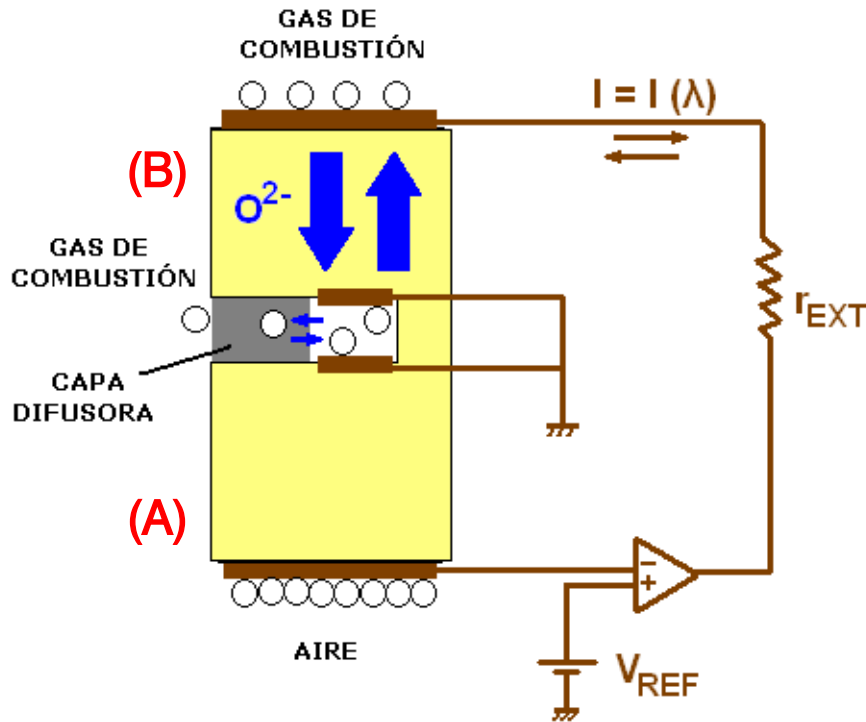 GAS DE
COMBUSTIÓN
I = I (λ)
(B)
O²⁻
GAS DE
COMBUSTIÓN
rEXT
CAPA
DIFUSORA
(A)
−
+
AIRE
VREF